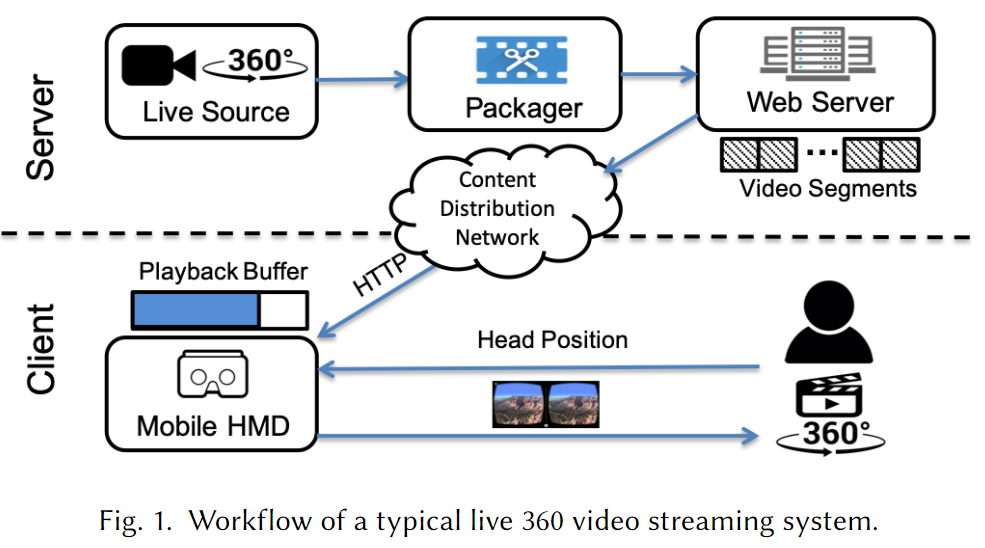 Server
360°
Live Source
Packager
Web Server
Video Segments
Content
Distribution
Network
HTTP
Client
Playback Buffer
Mobile HMD
Head Position
360°
Fig. 1. Workflow of a typical live 360 video streaming system.